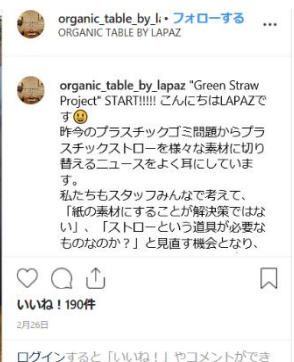 organic_table_by_l • フォローする
ORGANIC TABLE BY LAPAZ
organic_table_by_lapaz "Green Straw
Project" START!!!!! こんにちはLAPAZで
す
昨今のプラスチックゴミ問題からプラ
スチックストローを様々な素材に切り
替えるニュースをよく耳にしていま
す。
私たちもスタッフみんなで考えて、
「紙の素材にすることが解決策ではな
い」、「ストローという道具が必要な
ものなのか？」と見直す機会となり、
いいね！190件
2月26日
ログインすると「いいね！」やコメントができ